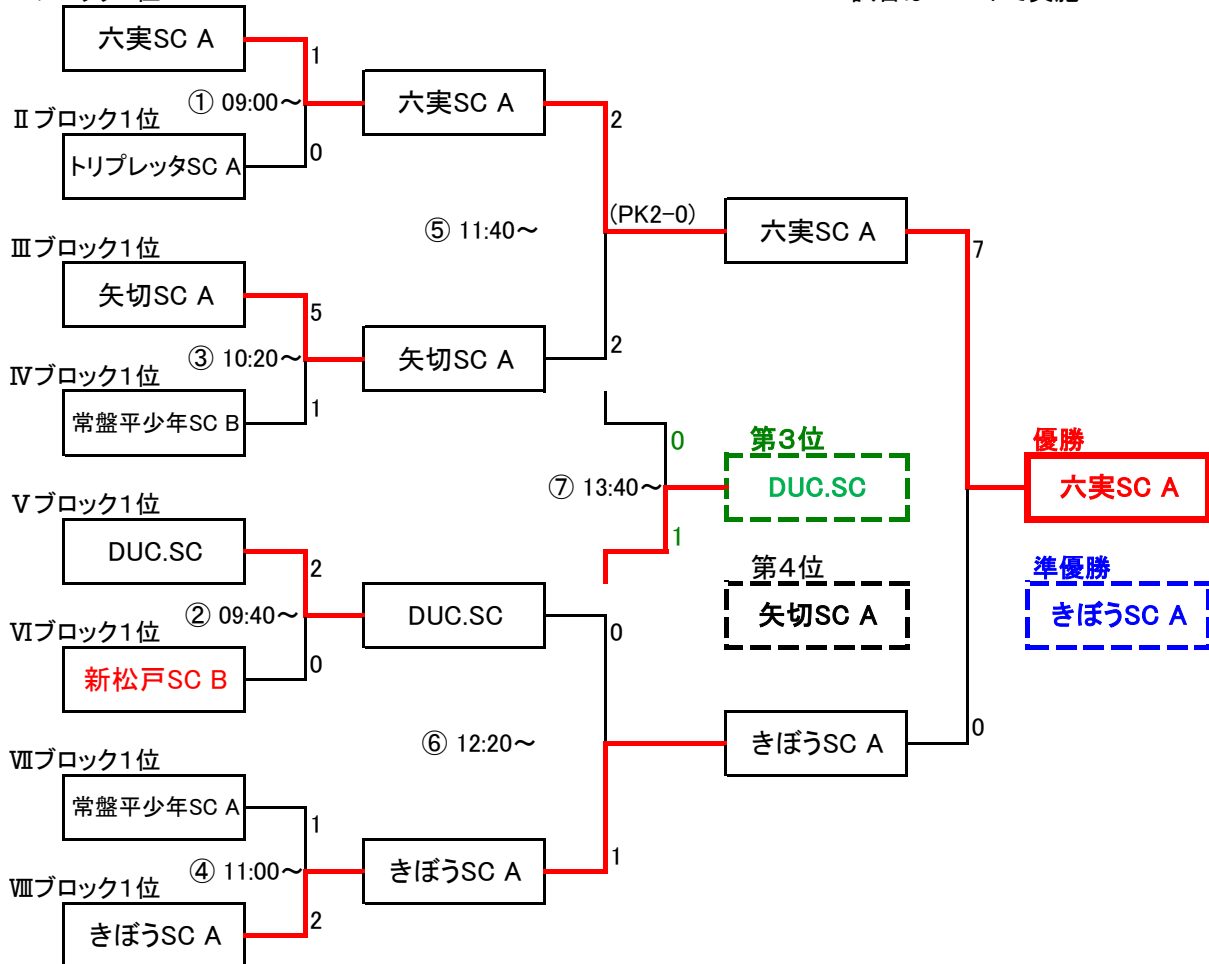 六実SC A
1
① 09:00～
六実SC A
2
Ⅱブロック1位
トリプレッタSC A
0
⑤ 11:40～
(PK2-0)
六実SC A
7
Ⅲブロック1位
矢切SC A
5
③ 10:20～
矢切SC A
2
Ⅳブロック1位
常盤平少年SC B
1
0
第3位
優勝
⑦ 13:40～
DUC.SC
六実SC A
1
Ⅴブロック1位
DUC.SC
2
第4位
準優勝
② 09:40～
DUC.SC
0
矢切SC A
きぼうSC A
Ⅵブロック1位
新松戸SC B
0
⑥ 12:20～
きぼうSC A
0
Ⅶブロック1位
常盤平少年SC A
1
④ 11:00～
きぼうSC A
1
Ⅷブロック1位
きぼうSC A
2